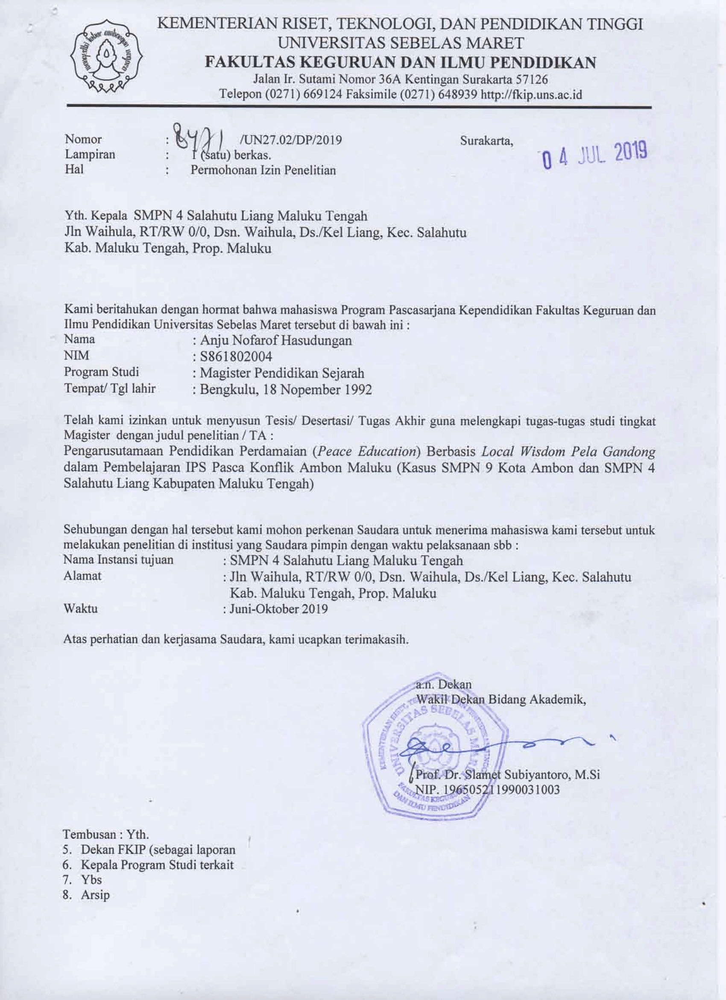 KEMENTERIAN RISET, TEKNOLOGI, DAN PENDIDIKAN TINGGI
UNIVERSITAS SEBELAS MARET
FAKULTAS KEGURUAN DAN ILMU PENDIDIKAN
Jalan Ir. Sutami Nomor 36A Kentingan Surakarta 57126
Telepon (0271) 669124 Faksimile (0271) 648939 http://fkip.uns.ac.id
Nomor : 8471 /UN27.02/DP/2019 Surakarta, 04 JUL 2019
Lampiran : 1 (satu) berkas.
Hal : Permohonan Izin Penelitian
Yth. Kepala SMPN 4 Salahutu Liang Maluku Tengah
Jln Waihula, RT/RW 0/0, Dsn. Waihula, Ds./Kel Liang, Kec. Salahutu
Kab. Maluku Tengah, Prop. Maluku
Kami beritahukan dengan hormat bahwa mahasiswa Program Pascasarjana Kependidikan Fakultas Keguruan dan
Ilmu Pendidikan Universitas Sebelas Maret tersebut di bawah ini :
Nama : Anju Nofarof Hasudungan
NIM : S861802004
Program Studi : Magister Pendidikan Sejarah
Tempat/ Tgl lahir : Bengkulu, 18 Nopember 1992
Telah kami izinkan untuk menyusun Tesis/ Desertasi/ Tugas Akhir guna melengkapi tugas-tugas studi tingkat
Magister dengan judul penelitian / TA :
Pengarusutamaan Pendidikan Perdamaian (Peace Education) Berbasis Local Wisdom Pela Gandong
dalam Pembelajaran IPS Pasca Konflik Ambon Maluku (Kasus SMPN 9 Kota Ambon dan SMPN 4
Salahutu Liang Kabupaten Maluku Tengah)
Sehubungan dengan hal tersebut kami mohon perkenan Saudara untuk menerima mahasiswa kami tersebut untuk
melakukan penelitian di institusi yang Saudara pimpin dengan waktu pelaksanaan sbb :
Nama Instansi tujuan : SMPN 4 Salahutu Liang Maluku Tengah
Alamat : Jln Waihula, RT/RW 0/0, Dsn. Waihula, Ds./Kel Liang, Kec. Salahutu
Kab. Maluku Tengah, Prop. Maluku
Waktu : Juni-Oktober 2019
Atas perhatian dan kerjasama Saudara, kami ucapkan terimakasih.
a.n. Dekan
Wakil Dekan Bidang Akademik,
UNIVERSITAS SEBELAS MARET
FAKULTAS KEGURUAN
DAN ILMU PENDIDIKAN
Prof. Dr. Slamet Subiyantoro, M.Si
NIP. 196505211990031003
Tembusan : Yth.
5. Dekan FKIP (sebagai laporan
6. Kepala Program Studi terkait
7. Ybs
8. Arsip